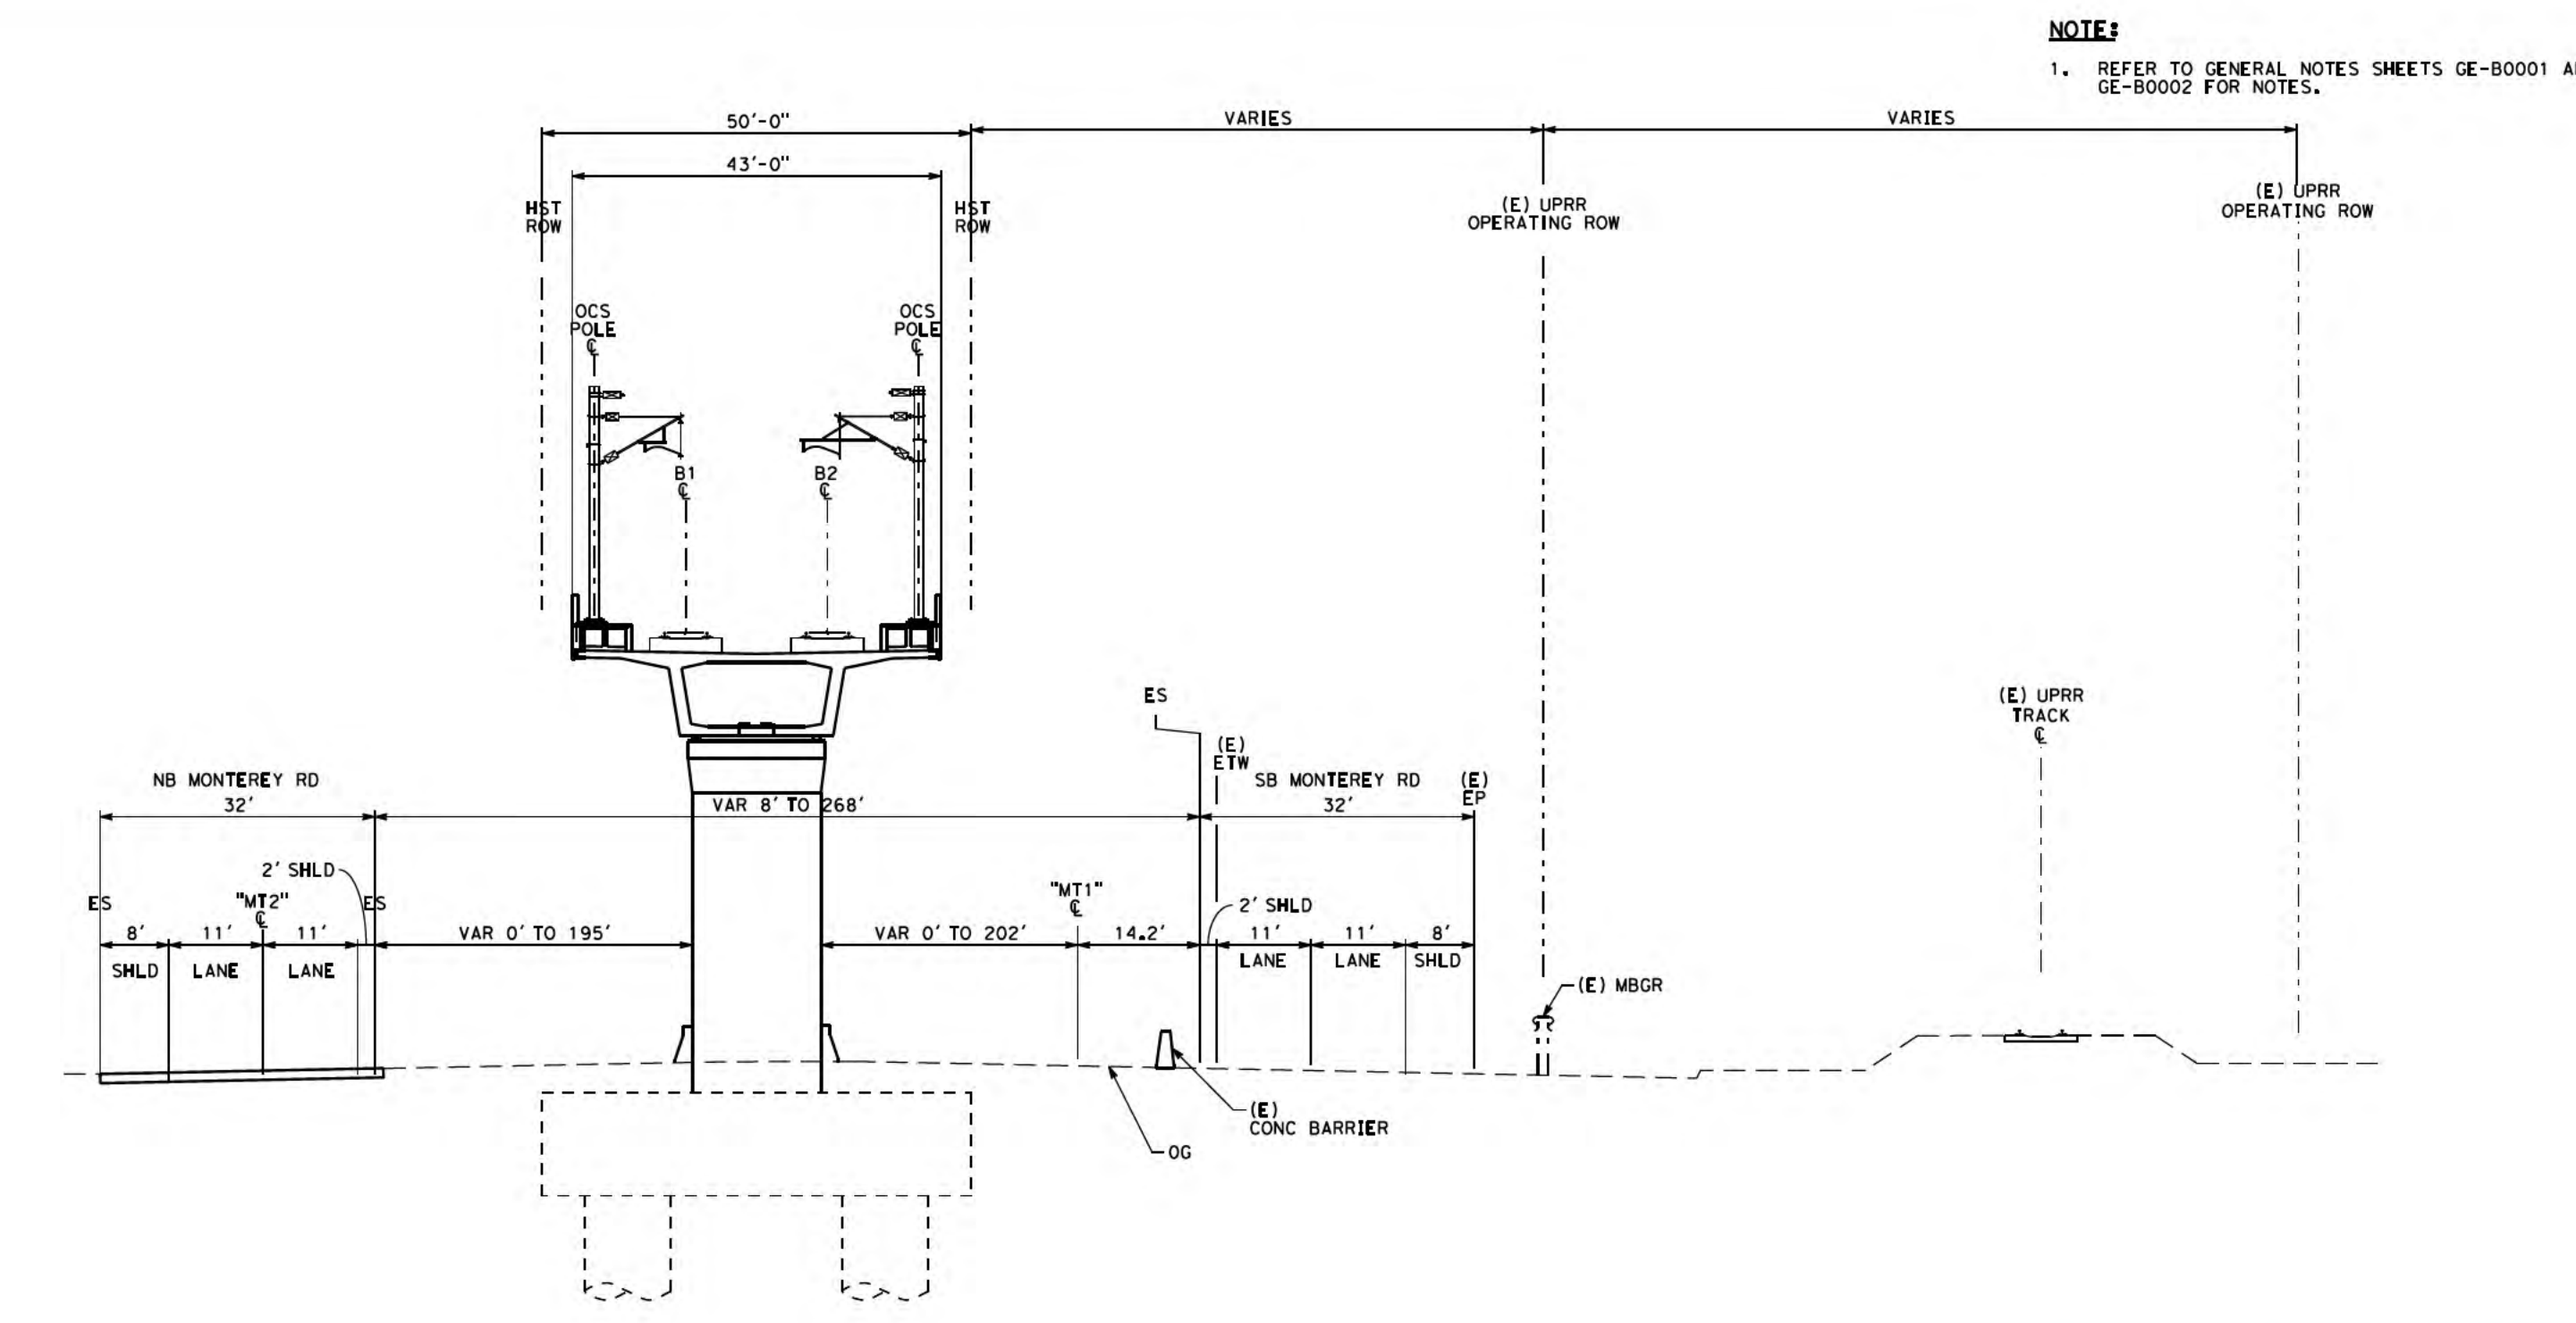 NOTE:
1. REFER TO GENERAL NOTES SHEETS GE-B0001
GE-B0002 FOR NOTES.
50'-0"
VARIES
VARIES
43'-0"
HST
ROW
HST
ROW
(E) UPRR
OPERATING ROW
(E) UPRR
OPERATING ROW
OCS
POLE
℄
OCS
POLE
℄
B1
℄
B2
℄
ES
(E)
ETW
(E) UPRR
TRACK
℄
NB MONTEREY RD
32'
VAR 8' TO 268'
SB MONTEREY RD
32'
(E)
EP
2' SHLD
ES
"MT2"
℄
ES
"MT1"
℄
2' SHLD
8'
11'
11'
VAR 0' TO 195'
VAR 0' TO 202'
14.2'
11'
11'
8'
SHLD
LANE
LANE
LANE
LANE
SHLD
(E) MBGR
(E)
CONC BARRIER
OG